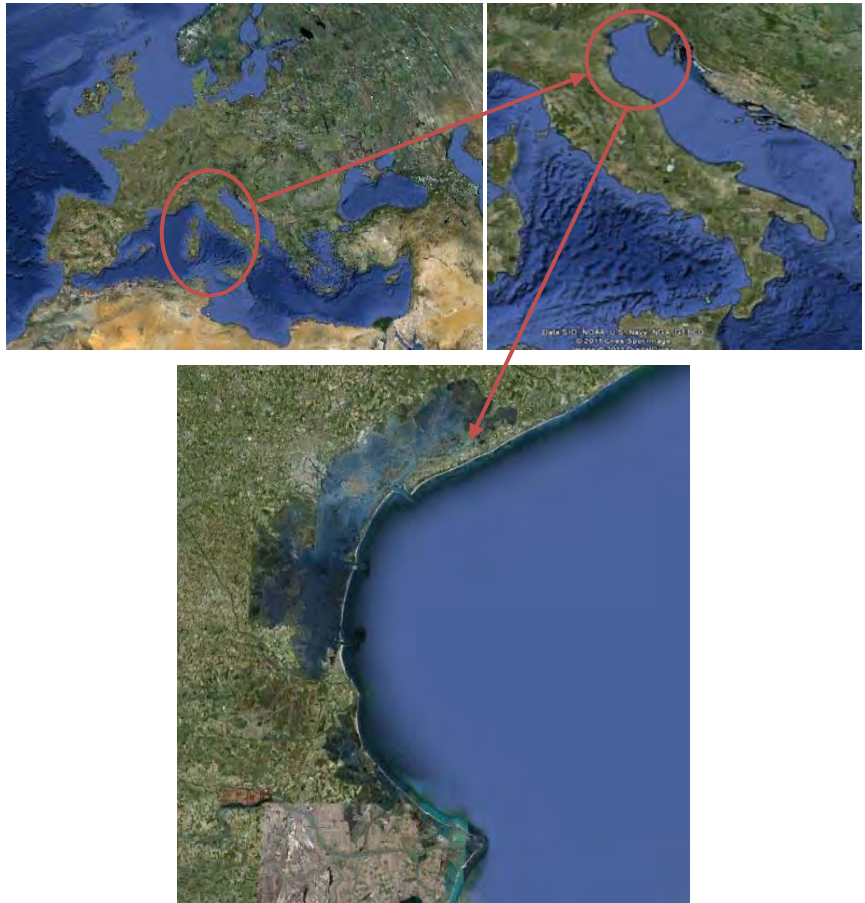 Data SIO, NOAA, U.S. Navy, NGA, GEBCO
© 2011 Cnes/Spot Image